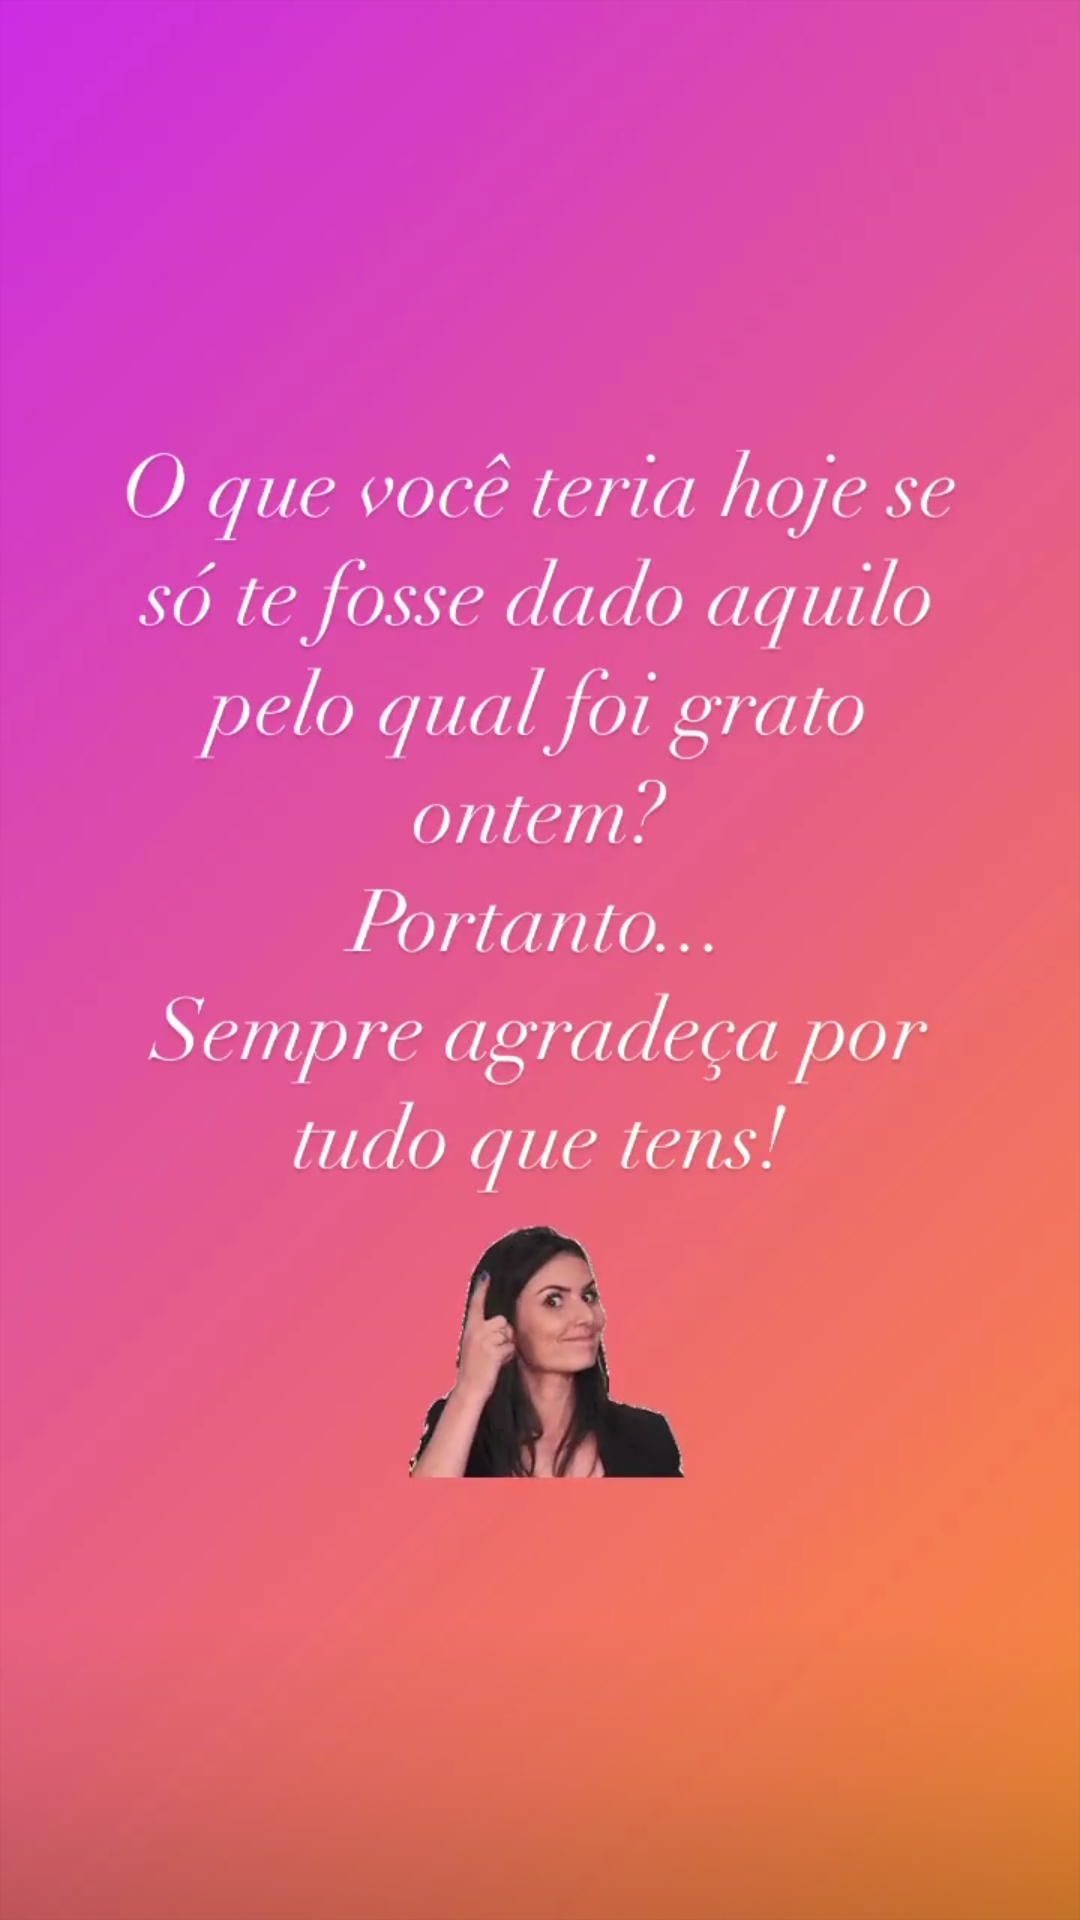 O que você teria hoje se
só te fosse dado aquilo
pelo qual foi grato
ontem?
Portanto...
Sempre agradeça por
tudo que tens!